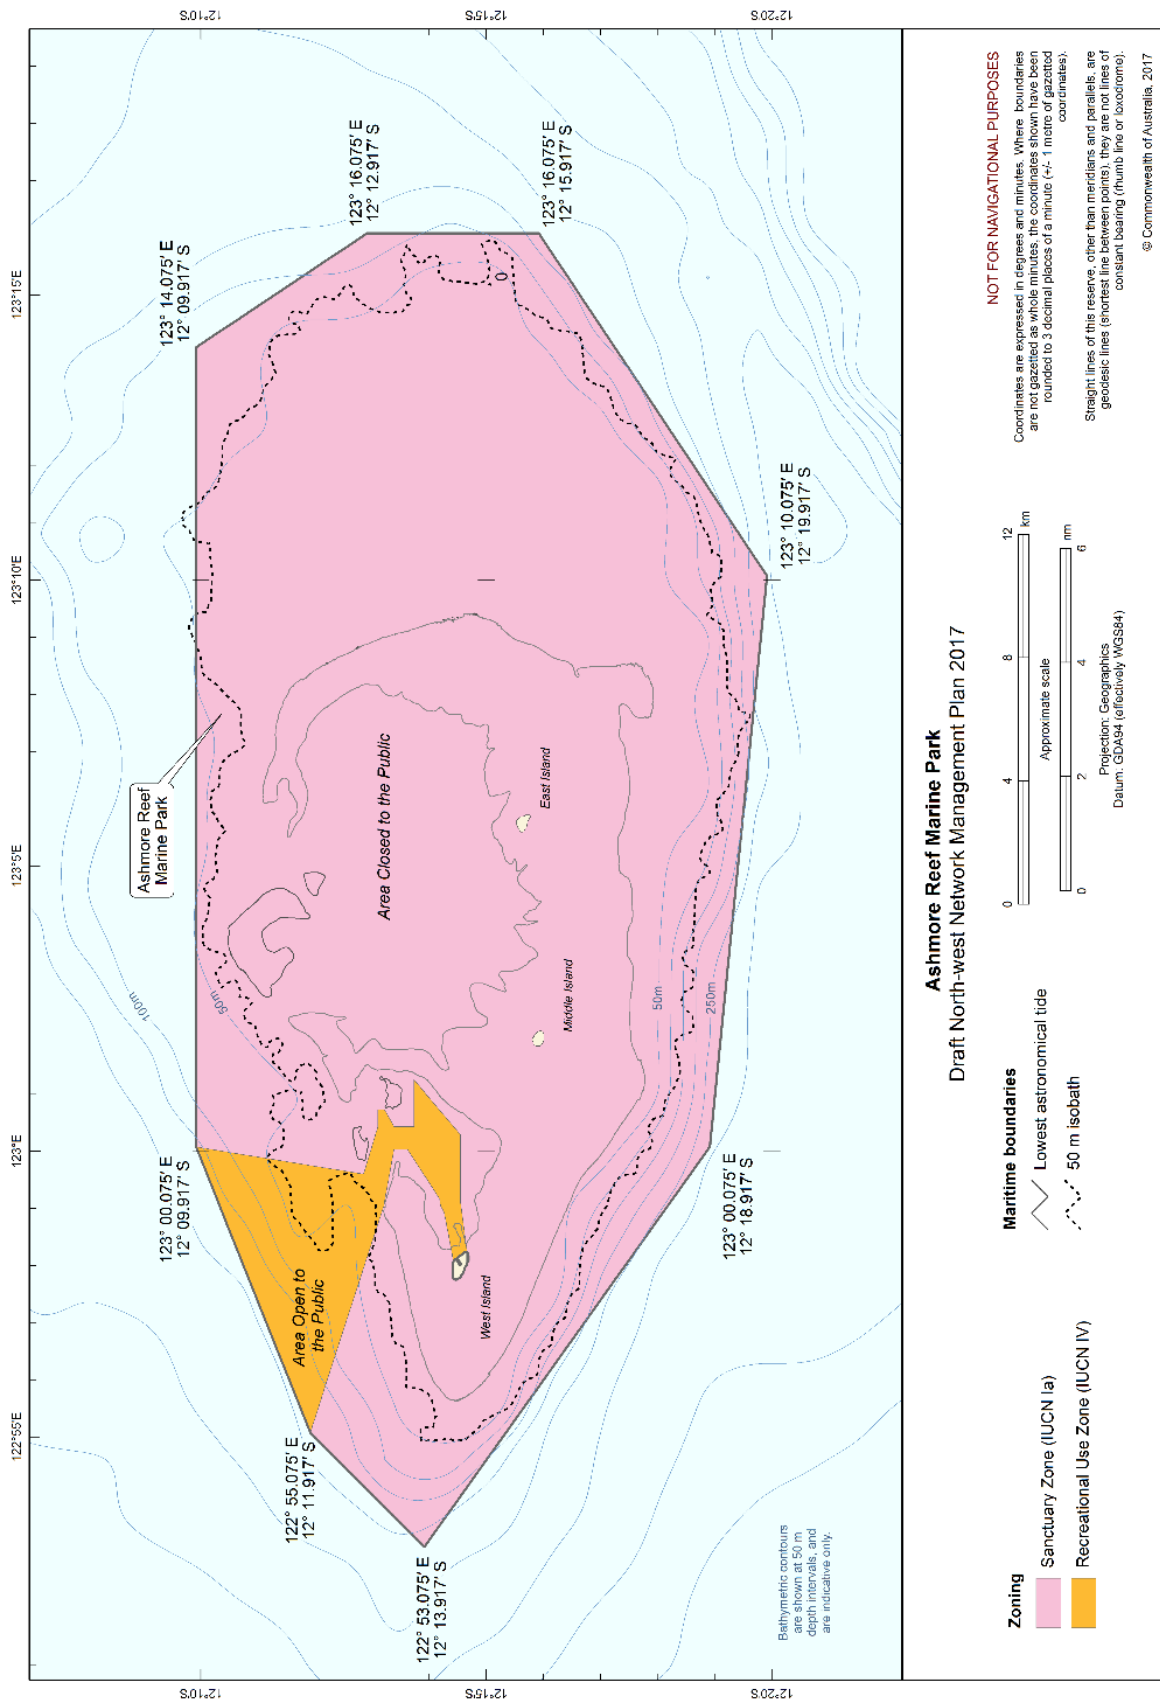 122°55'E
123°E
123°5'E
123°10'E
123°15'E
12°10'S
12°10'S
12°15'S
12°15'S
12°20'S
12°20'S
123° 00.075' E
12° 09.917' S
123° 14.075' E
12° 09.917' S
123° 16.075' E
12° 12.917' S
123° 16.075' E
12° 15.917' S
123° 10.075' E
12° 19.917' S
123° 00.075' E
12° 18.917' S
122° 53.075' E
12° 13.917' S
122° 55.075' E
12° 11.917' S
Ashmore Reef
Marine Park
100m
50m
Area Open to
the Public
Area Closed to the Public
West Island
Middle Island
East Island
50m
250m
Bathymetric contours
are shown at 50 m
depth intervals, and
are indicative only.
Ashmore Reef Marine Park
Draft North-west Network Management Plan 2017
Zoning
Sanctuary Zone (IUCN Ia)
Recreational Use Zone (IUCN IV)
Maritime boundaries
Lowest astronomical tide
50 m isobath
0
4
8
12
km
Approximate scale
0
2
4
6
nm
Projection: Geographics
Datum: GDA94 (effectively WGS84)
NOT FOR NAVIGATIONAL PURPOSES
Coordinates are expressed in degrees and minutes. Where boundaries
are not gazetted as whole minutes, the coordinates shown have been
rounded to 3 decimal places of a minute (+/- 1 metre of gazetted
coordinates).
Straight lines of this reserve, other than meridians and parallels, are
geodesic lines (shortest line between points), they are not lines of
constant bearing (rhumb line or loxodrome).
© Commonwealth of Australia, 2017